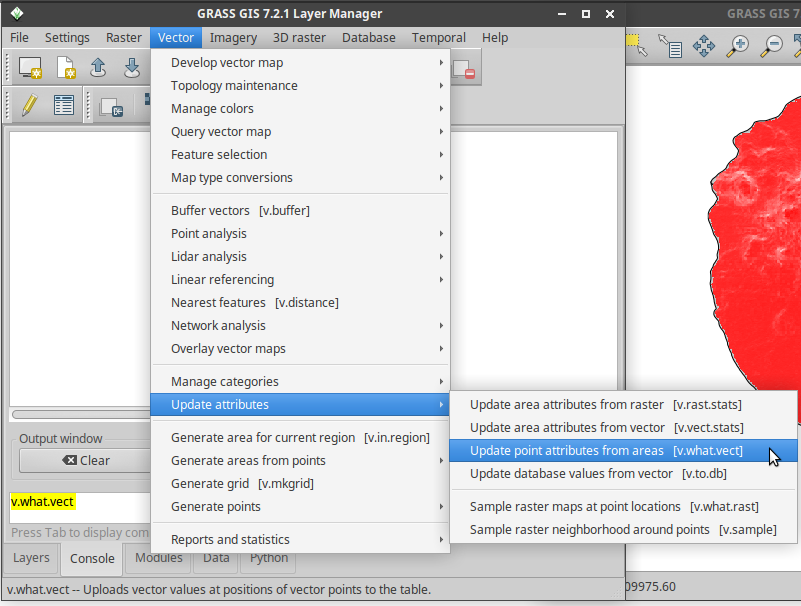 GRASS GIS 7.2.1 Layer Manager
GRASS GIS 7
File Settings Raster Vector Imagery 3D raster Database Temporal Help
Develop vector map
Topology maintenance
Manage colors
Query vector map
Feature selection
Map type conversions
Buffer vectors [v.buffer]
Point analysis
Lidar analysis
Linear referencing
Nearest features [v.distance]
Network analysis
Overlay vector maps
Manage categories
Update attributes
Generate area for current region [v.in.region]
Generate areas from points
Generate grid [v.mkgrid]
Generate points
Reports and statistics
Update area attributes from raster [v.rast.stats]
Update area attributes from vector [v.vect.stats]
Update point attributes from areas [v.what.vect]
Update database values from vector [v.to.db]
Sample raster maps at point locations [v.what.rast]
Sample raster neighborhood around points [v.sample]
Output window
Clear
v.what.vect
Press Tab to display com
Layers Console Modules Data Python
v.what.vect -- Uploads vector values at positions of vector points to the table.
09975.60